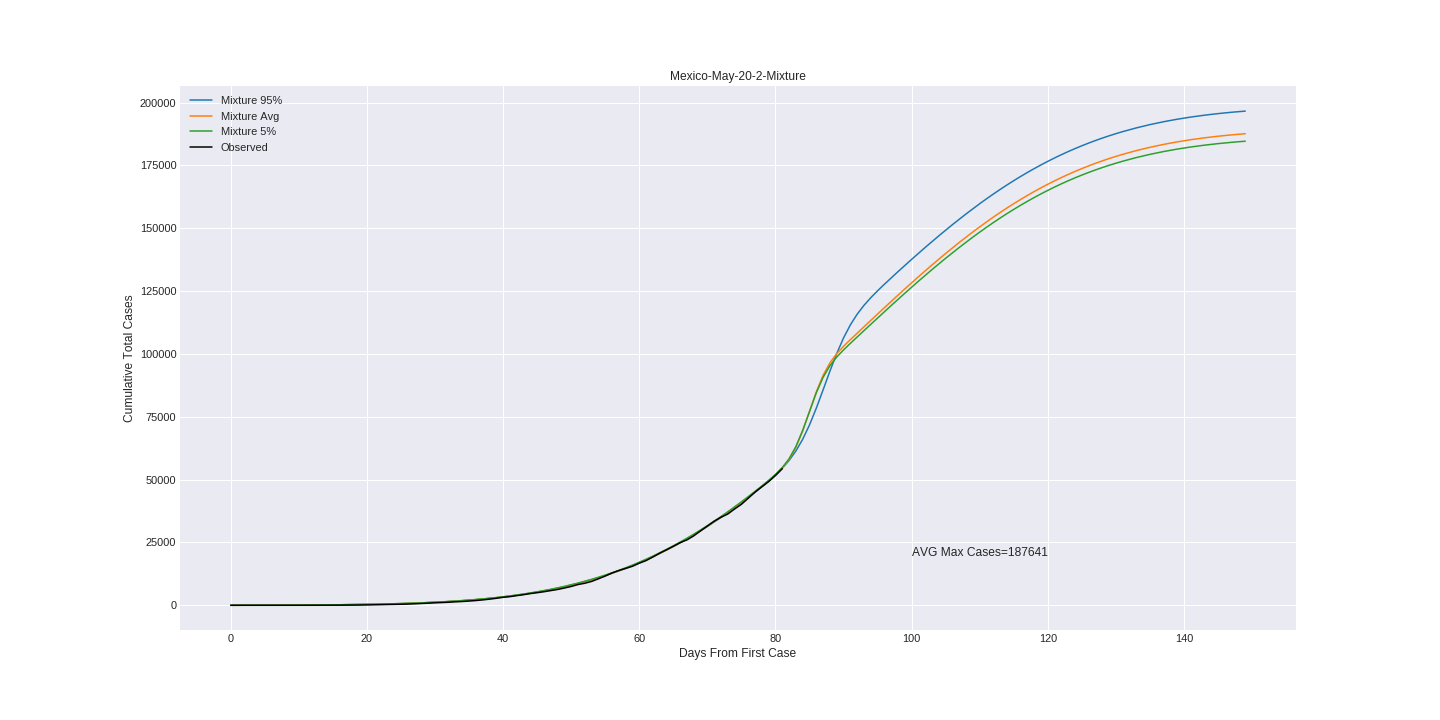 Mexico-May-20-2-Mixture
Mixture 95%
Mixture Avg
Mixture 5%
Observed
200000
175000
150000
125000
100000
75000
50000
25000
0
Cumulative Total Cases
AVG Max Cases=187641
0 20 40 60 80 100 120 140
Days From First Case